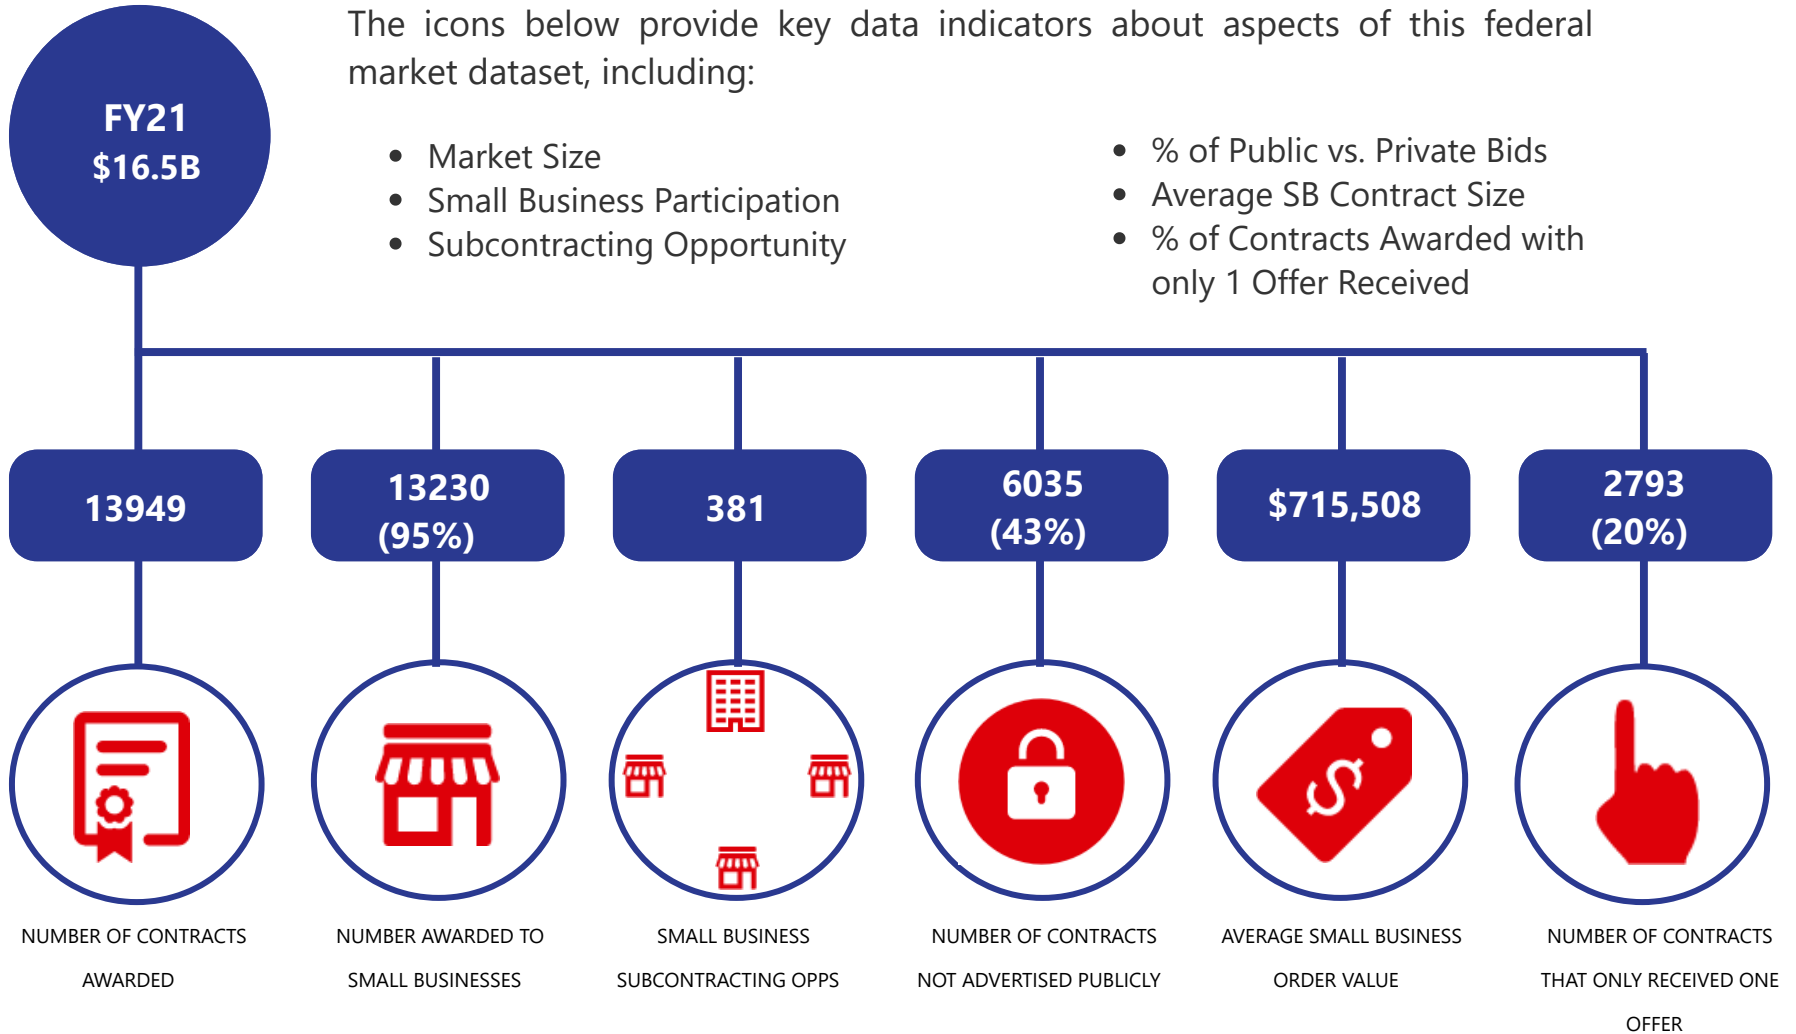 FY21
$16.5B
The icons below provide key data indicators about aspects of this federal
market dataset, including:
• Market Size
• Small Business Participation
• Subcontracting Opportunity
• % of Public vs. Private Bids
• Average SB Contract Size
• % of Contracts Awarded with
only 1 Offer Received
13949
13230
(95%)
381
6035
(43%)
$715,508
2793
(20%)
$
NUMBER OF CONTRACTS
AWARDED
NUMBER AWARDED TO
SMALL BUSINESSES
SMALL BUSINESS
SUBCONTRACTING OPPS
NUMBER OF CONTRACTS
NOT ADVERTISED PUBLICLY
AVERAGE SMALL BUSINESS
ORDER VALUE
NUMBER OF CONTRACTS
THAT ONLY RECEIVED ONE
OFFER